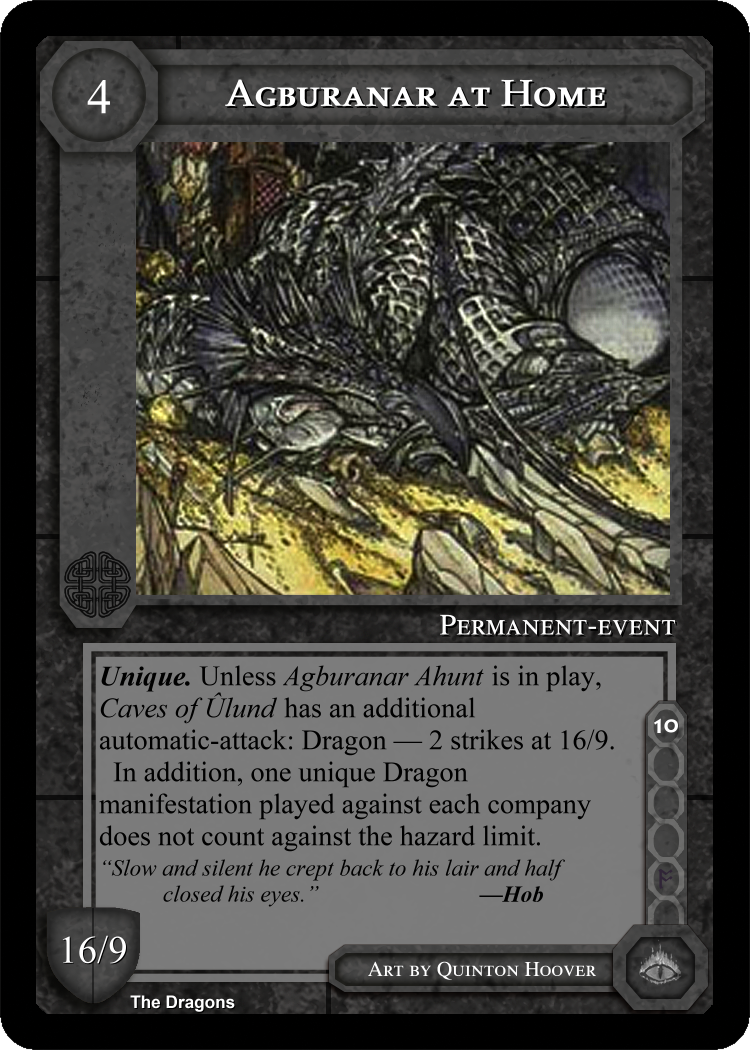 4
Agburanar at Home
Permanent-event
Unique. Unless Agburanar Ahunt is in play,
Caves of Ûlund has an additional
automatic-attack: Dragon — 2 strikes at 16/9.
In addition, one unique Dragon
manifestation played against each company
does not count against the hazard limit.
“Slow and silent he crept back to his lair and half
closed his eyes.” —Hob
10
16/9
Art by Quinton Hoover
The Dragons